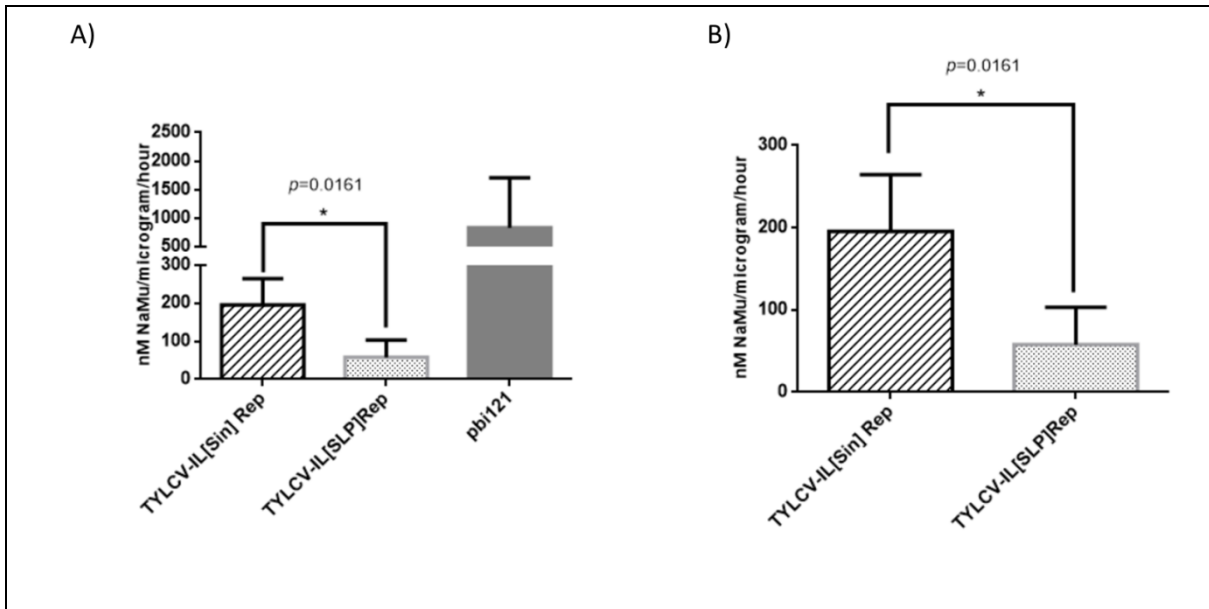 A)
p=0.0161
*
2500
2000
1500
1000
500
300
200
100
0
nM NaMu/microgram/hour
TYLCV-IL[Sin] Rep
TYLCV-IL[SLP]Rep
pbi121
B)
p=0.0161
*
300
200
100
0
nM NaMu/microgram/hour
TYLCV-IL[Sin] Rep
TYLCV-IL[SLP]Rep